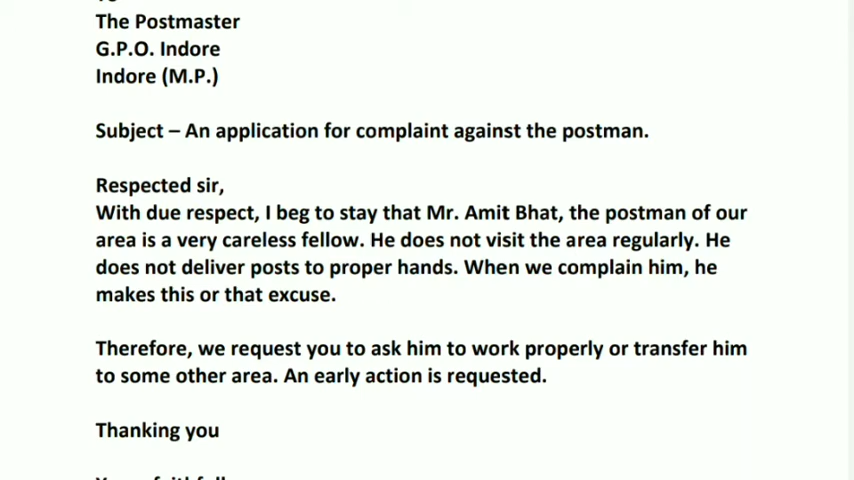 The Postmaster
G.P.O. Indore
Indore (M.P.)
Subject – An application for complaint against the postman.
Respected sir,
With due respect, I beg to stay that Mr. Amit Bhat, the postman of our
area is a very careless fellow. He does not visit the area regularly. He
does not deliver posts to proper hands. When we complain him, he
makes this or that excuse.
Therefore, we request you to ask him to work properly or transfer him
to some other area. An early action is requested.
Thanking you